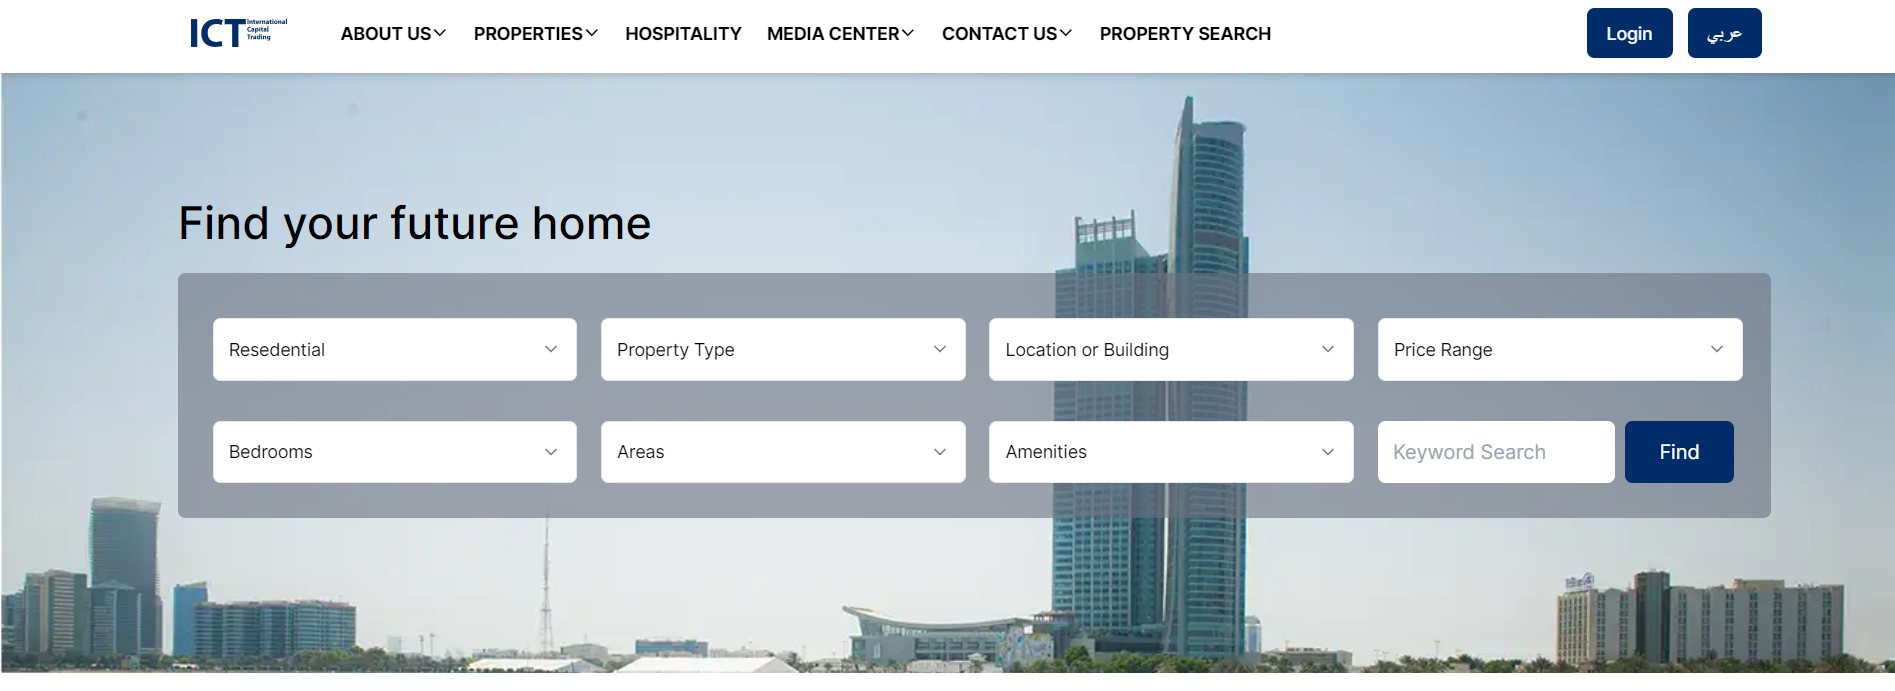 ICT International
Capital
Trading
ABOUT US
PROPERTIES
HOSPITALITY
MEDIA CENTER
CONTACT US
PROPERTY SEARCH
Login
عربي
Find your future home
Resedential
Property Type
Location or Building
Price Range
Bedrooms
Areas
Amenities
Keyword Search
Find